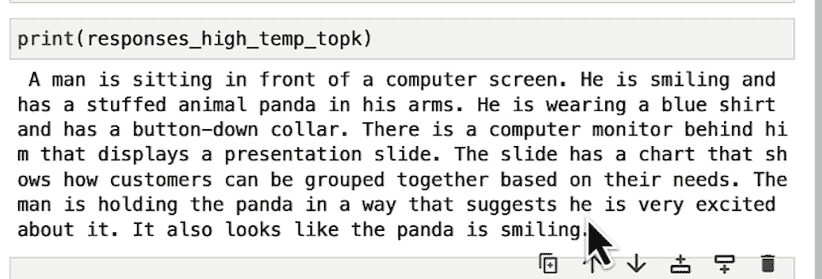 print(responses_high_temp_topk)
A man is sitting in front of a computer screen. He is smiling and
has a stuffed animal panda in his arms. He is wearing a blue shirt
and has a button-down collar. There is a computer monitor behind hi
m that displays a presentation slide. The slide has a chart that sh
ows how customers can be grouped together based on their needs. The
man is holding the panda in a way that suggests he is very excited
about it. It also looks like the panda is smiling.